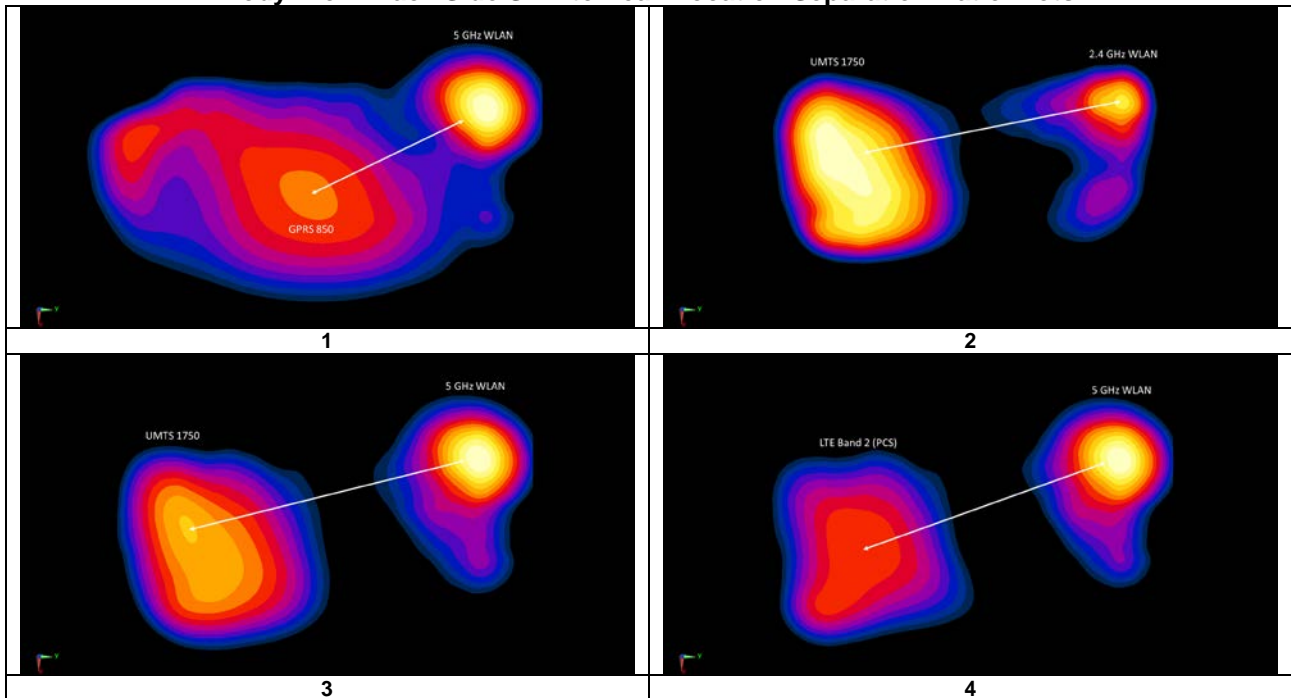 5 GHz WLAN
GPRS 850
1
UMTS 1750
2.4 GHz WLAN
2
5 GHz WLAN
UMTS 1750
3
5 GHz WLAN
LTE Band 2 (PCS)
4